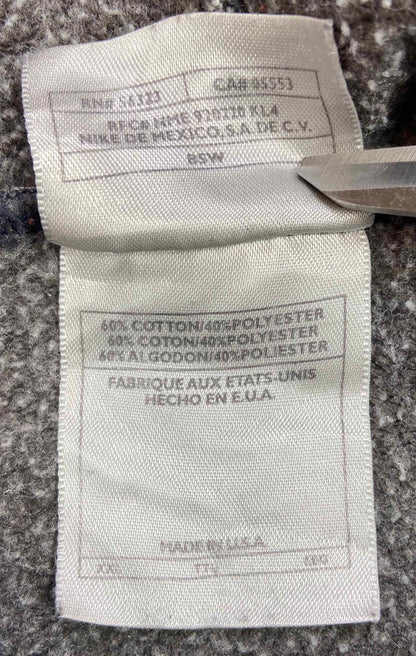 RN# 56323 CA# 05553
RFC# NME 920220 KL4
NIKE DE MEXICO, S.A. DE C.V.
BSW
60% COTTON/40% POLYESTER
60% COTON/40% POLYESTER
60% ALGODON/40% POLIESTER
FABRIQUE AUX ETATS-UNIS
HECHO EN E.U.A.
MADE IN U.S.A.
XXL